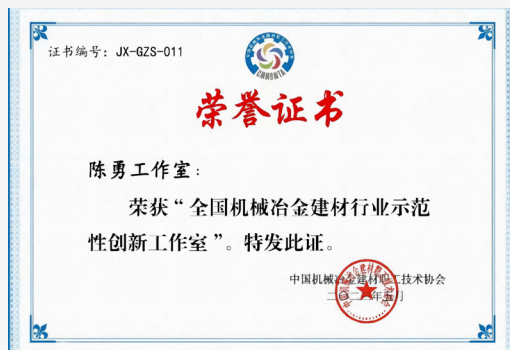 证书编号：JX-GZS-011
CMMBWTA
荣誉证书
陈勇工作室：
荣获“全国机械冶金建材行业示范
性创新工作室”。特发此证。
中国机械冶金建材职工技术协会